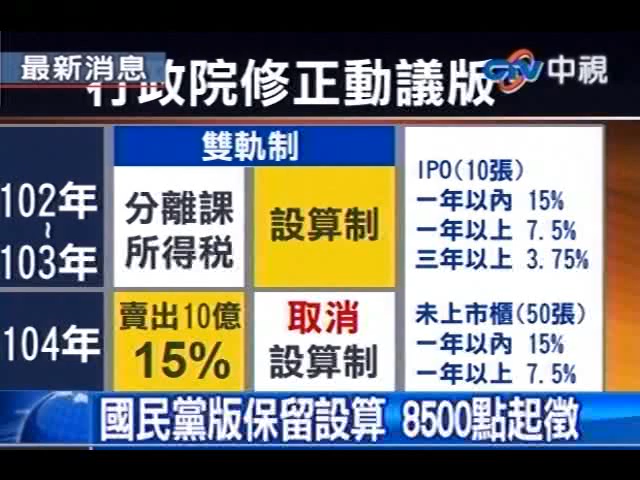 最新消息
行政院修正動議版
CTV中視
雙軌制
102年
~
103年
分離課
所得稅
設算制
IPO(10張)
一年以內 15%
一年以上 7.5%
三年以上 3.75%
104年
賣出10億
15%
取消
設算制
未上市櫃(50張)
一年以內 15%
一年以上 7.5%
國民黨版保留設算 8500點起徵